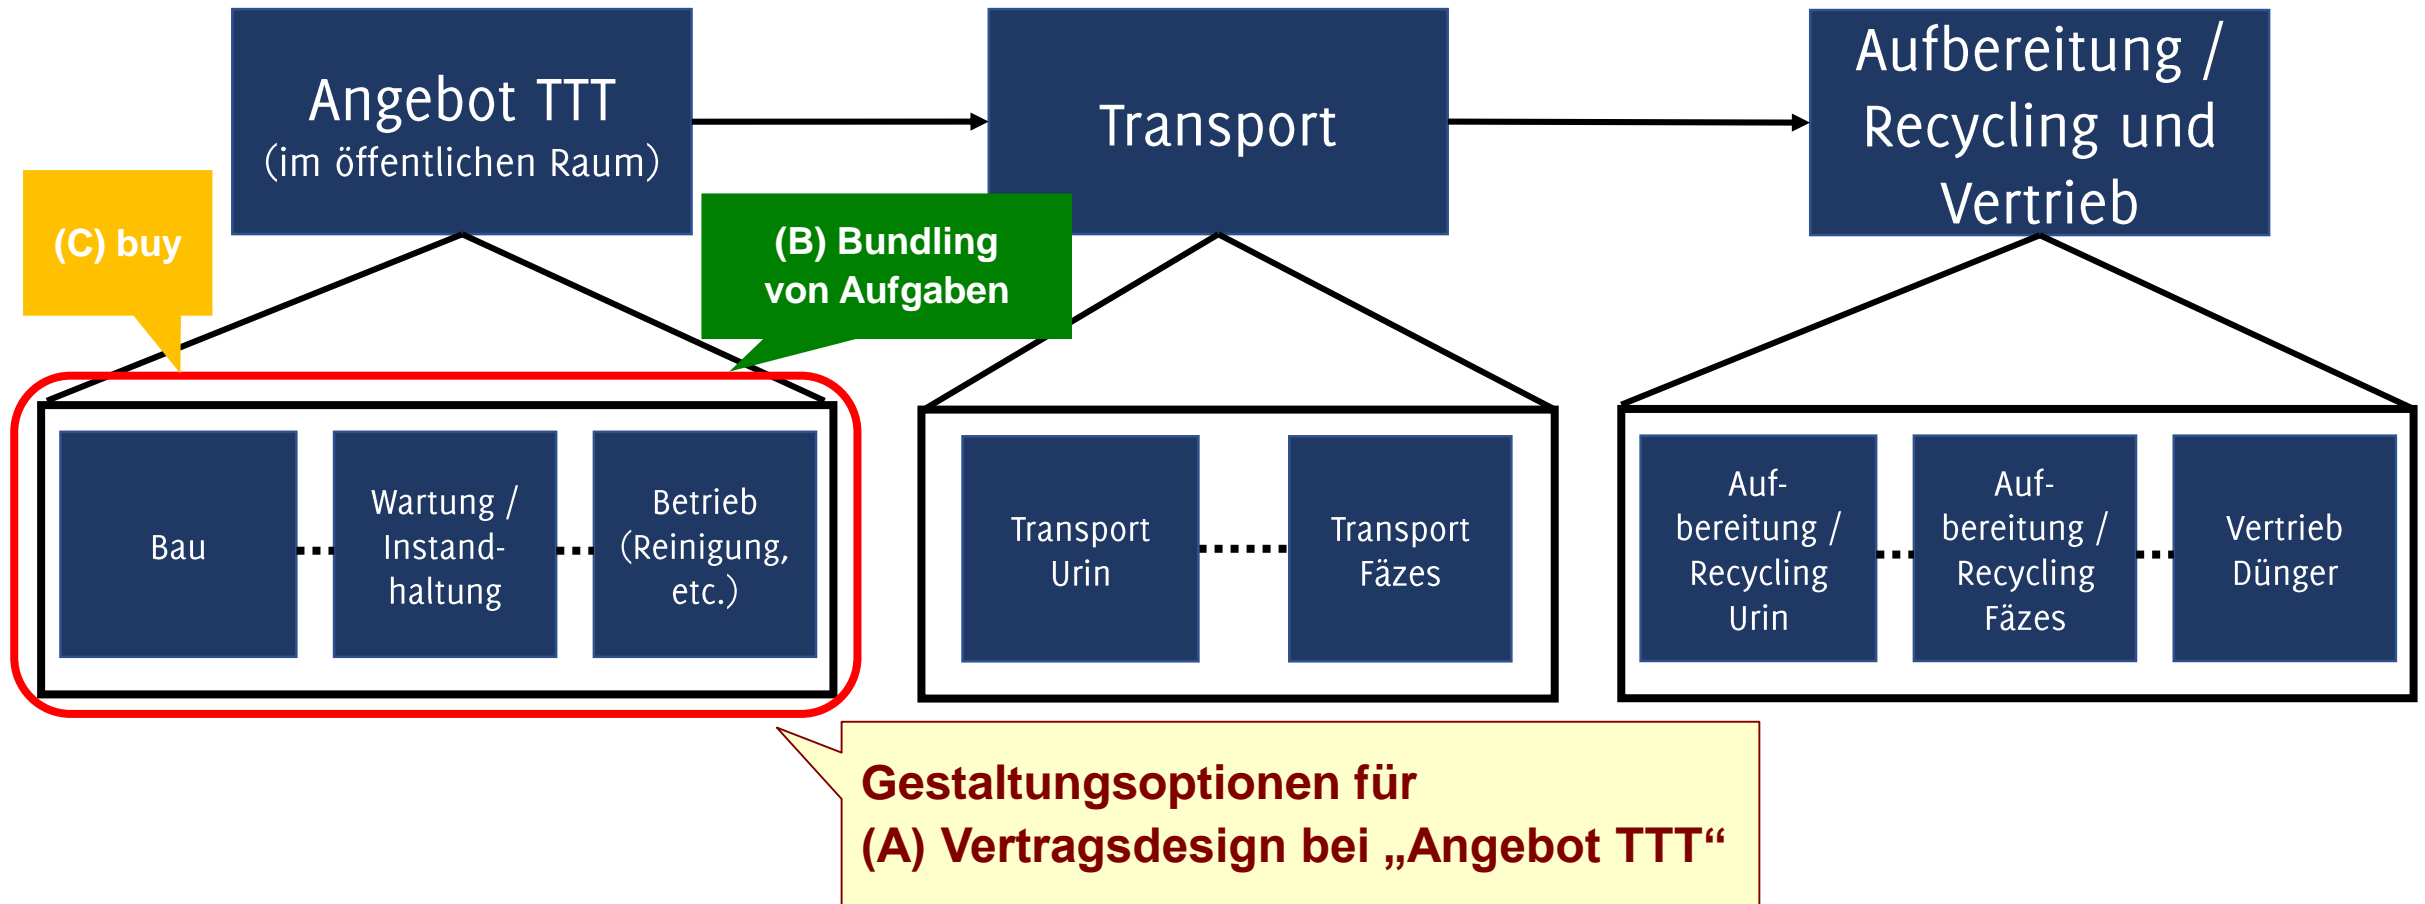 Angebot TTT
(im öffentlichen Raum)
Transport
Aufbereitung /
Recycling und
Vertrieb
(C) buy
(B) Bundling
von Aufgaben
Bau
Wartung /
Instand-
haltung
Betrieb
(Reinigung,
etc.)
Transport
Urin
Transport
Fäzes
Auf-
bereitung /
Recycling
Urin
Auf-
bereitung /
Recycling
Fäzes
Vertrieb
Dünger
Gestaltungsoptionen für
(A) Vertragsdesign bei „Angebot TTT“